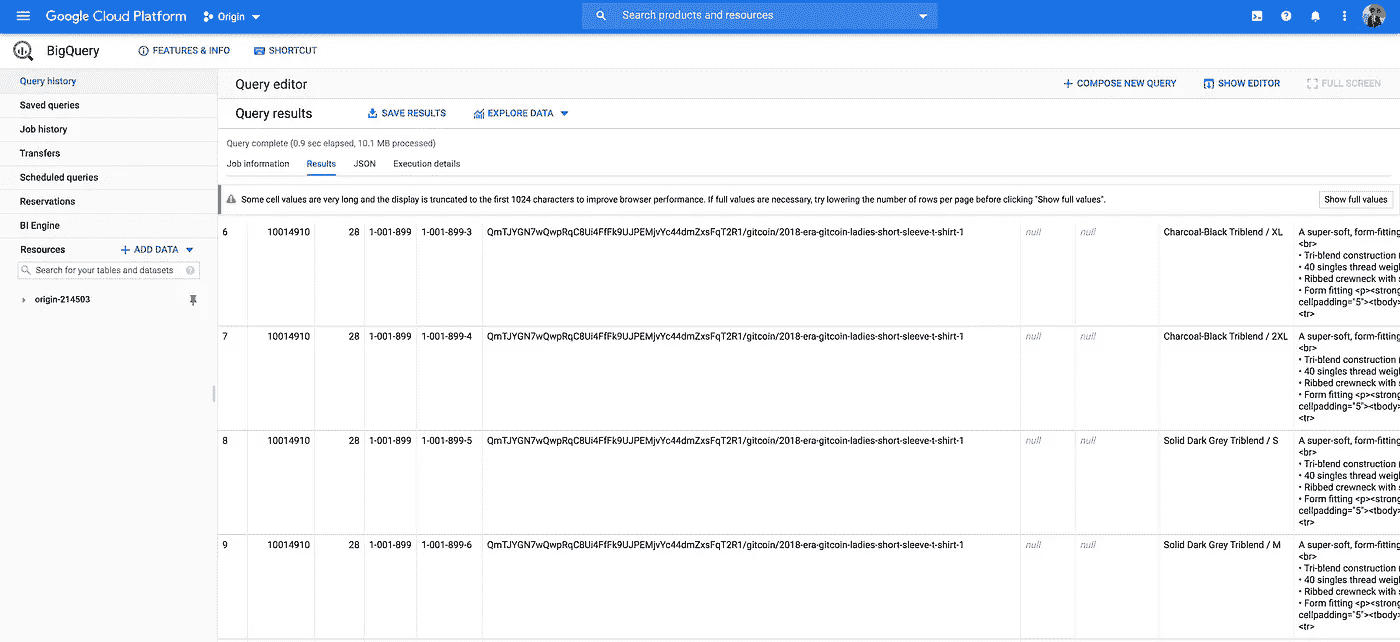 Google Cloud Platform Origin Search products and resources
BigQuery FEATURES & INFO SHORTCUT
Query history
Saved queries
Job history
Transfers
Scheduled queries
Reservations
BI Engine
Resources ADD DATA
Search for your tables and datasets
origin-214503
Query editor COMPOSE NEW QUERY SHOW EDITOR FULL SCREEN
Query results SAVE RESULTS EXPLORE DATA
Query complete (0.9 sec elapsed, 10.1 MB processed)
Job information Results JSON Execution details
Some cell values are very long and the display is truncated to the first 1024 characters to improve browser performance. If full values are necessary, try lowering the number of rows per page before clicking "Show full values". Show full values
6 10014910 28 1-001-899 1-001-899-3 QmTJYGN7wQwpRqC8Ui4FfFk9UJPEMjvYc44dmZxsFqT2R1/gitcoin/2018-era-gitcoin-ladies-short-sleeve-t-shirt-1 null null Charcoal-Black Triblend / XL A super-soft, form-fitting
<br>
• Tri-blend construction (
• 40 singles thread weigh
• Ribbed crewneck with s
• Form fitting <p><strong
cellpadding="5"><tbody>
<tr>
7 10014910 28 1-001-899 1-001-899-4 QmTJYGN7wQwpRqC8Ui4FfFk9UJPEMjvYc44dmZxsFqT2R1/gitcoin/2018-era-gitcoin-ladies-short-sleeve-t-shirt-1 null null Charcoal-Black Triblend / 2XL A super-soft, form-fitting
<br>
• Tri-blend construction (
• 40 singles thread weigh
• Ribbed crewneck with s
• Form fitting <p><strong
cellpadding="5"><tbody>
<tr>
8 10014910 28 1-001-899 1-001-899-5 QmTJYGN7wQwpRqC8Ui4FfFk9UJPEMjvYc44dmZxsFqT2R1/gitcoin/2018-era-gitcoin-ladies-short-sleeve-t-shirt-1 null null Solid Dark Grey Triblend / S A super-soft, form-fitting
<br>
• Tri-blend construction (
• 40 singles thread weigh
• Ribbed crewneck with s
• Form fitting <p><strong
cellpadding="5"><tbody>
<tr>
9 10014910 28 1-001-899 1-001-899-6 QmTJYGN7wQwpRqC8Ui4FfFk9UJPEMjvYc44dmZxsFqT2R1/gitcoin/2018-era-gitcoin-ladies-short-sleeve-t-shirt-1 null null Solid Dark Grey Triblend / M A super-soft, form-fitting
<br>
• Tri-blend construction (
• 40 singles thread weigh
• Ribbed crewneck with s
• Form fitting <p><strong
cellpadding="5"><tbody>
<tr>